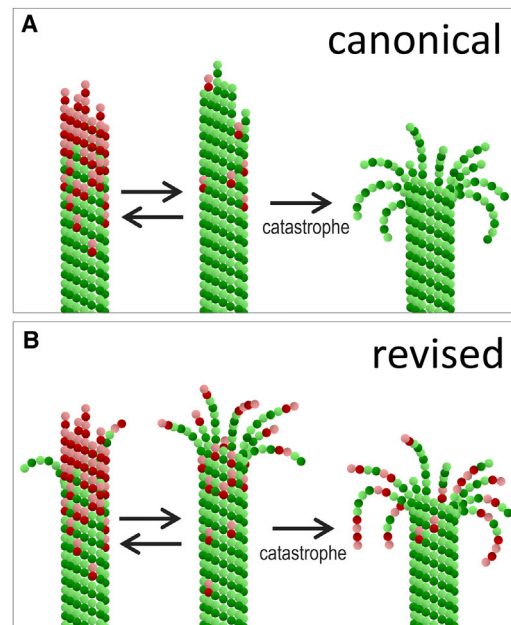 A
canonical
catastrophe
B
revised
catastrophe